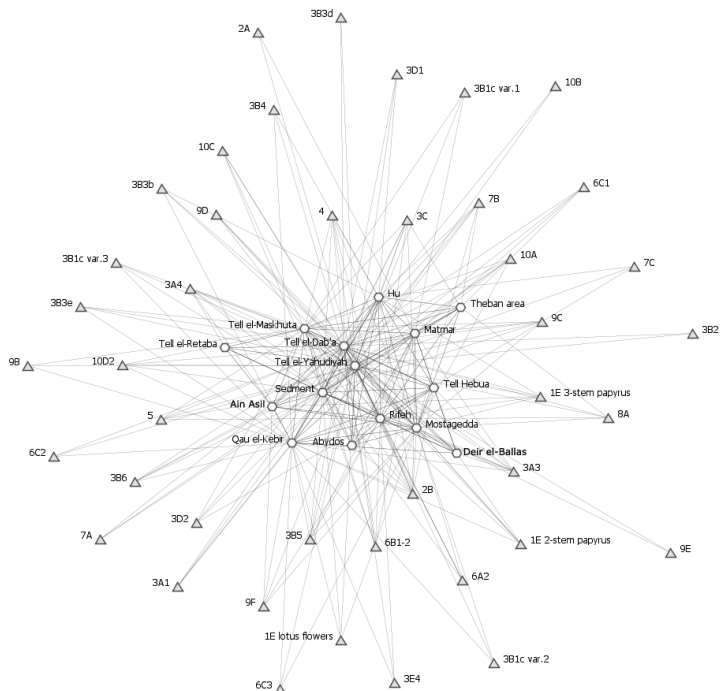 3B3d
2A
3D1
10B
3B1c var.1
3B4
10C
3B3b
6C1
7B
9D
4
3C
3B1c var.3
10A
7C
3A4
Hu
3B3e
Theban area
9C
Tell el-Maskhuta
Matmar
3B2
Tell el-Retaba
Tell el-Dab'a
9B
10D2
Tell el-Yahudiyah
Tell Hebua
Sedment
1E 3-stem papyrus
Ain Asil
5
Rifeh
8A
Mostagedda
Qau el-Kebir
Abydos
Deir el-Ballas
6C2
3A3
3B6
2B
3D2
7A
3B5
6B1-2
1E 2-stem papyrus
9E
3A1
6A2
9F
1E lotus flowers
3B1c var.2
6C3
3E4